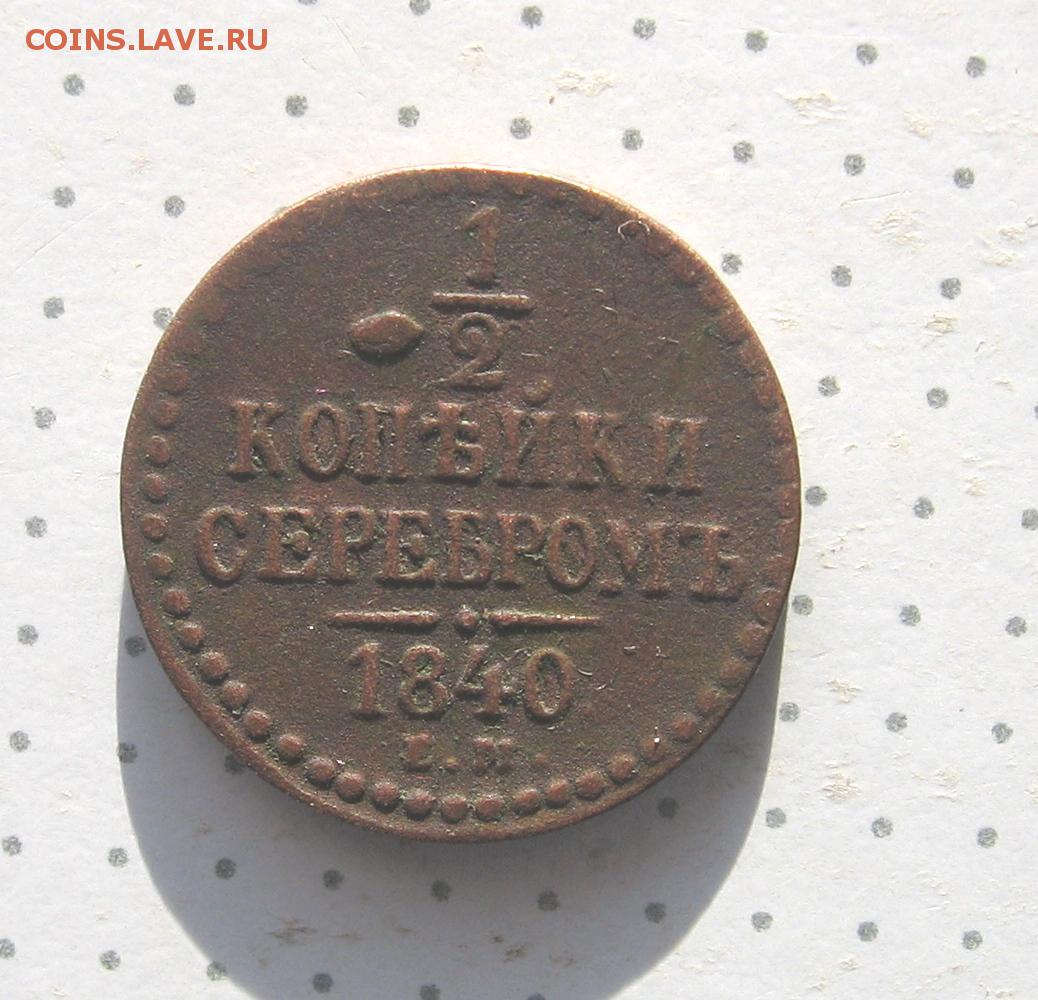 COINS.LAVE.RU
1
2
КОПѢЙКИ
СЕРЕБРОМЪ
1840
Е.М.